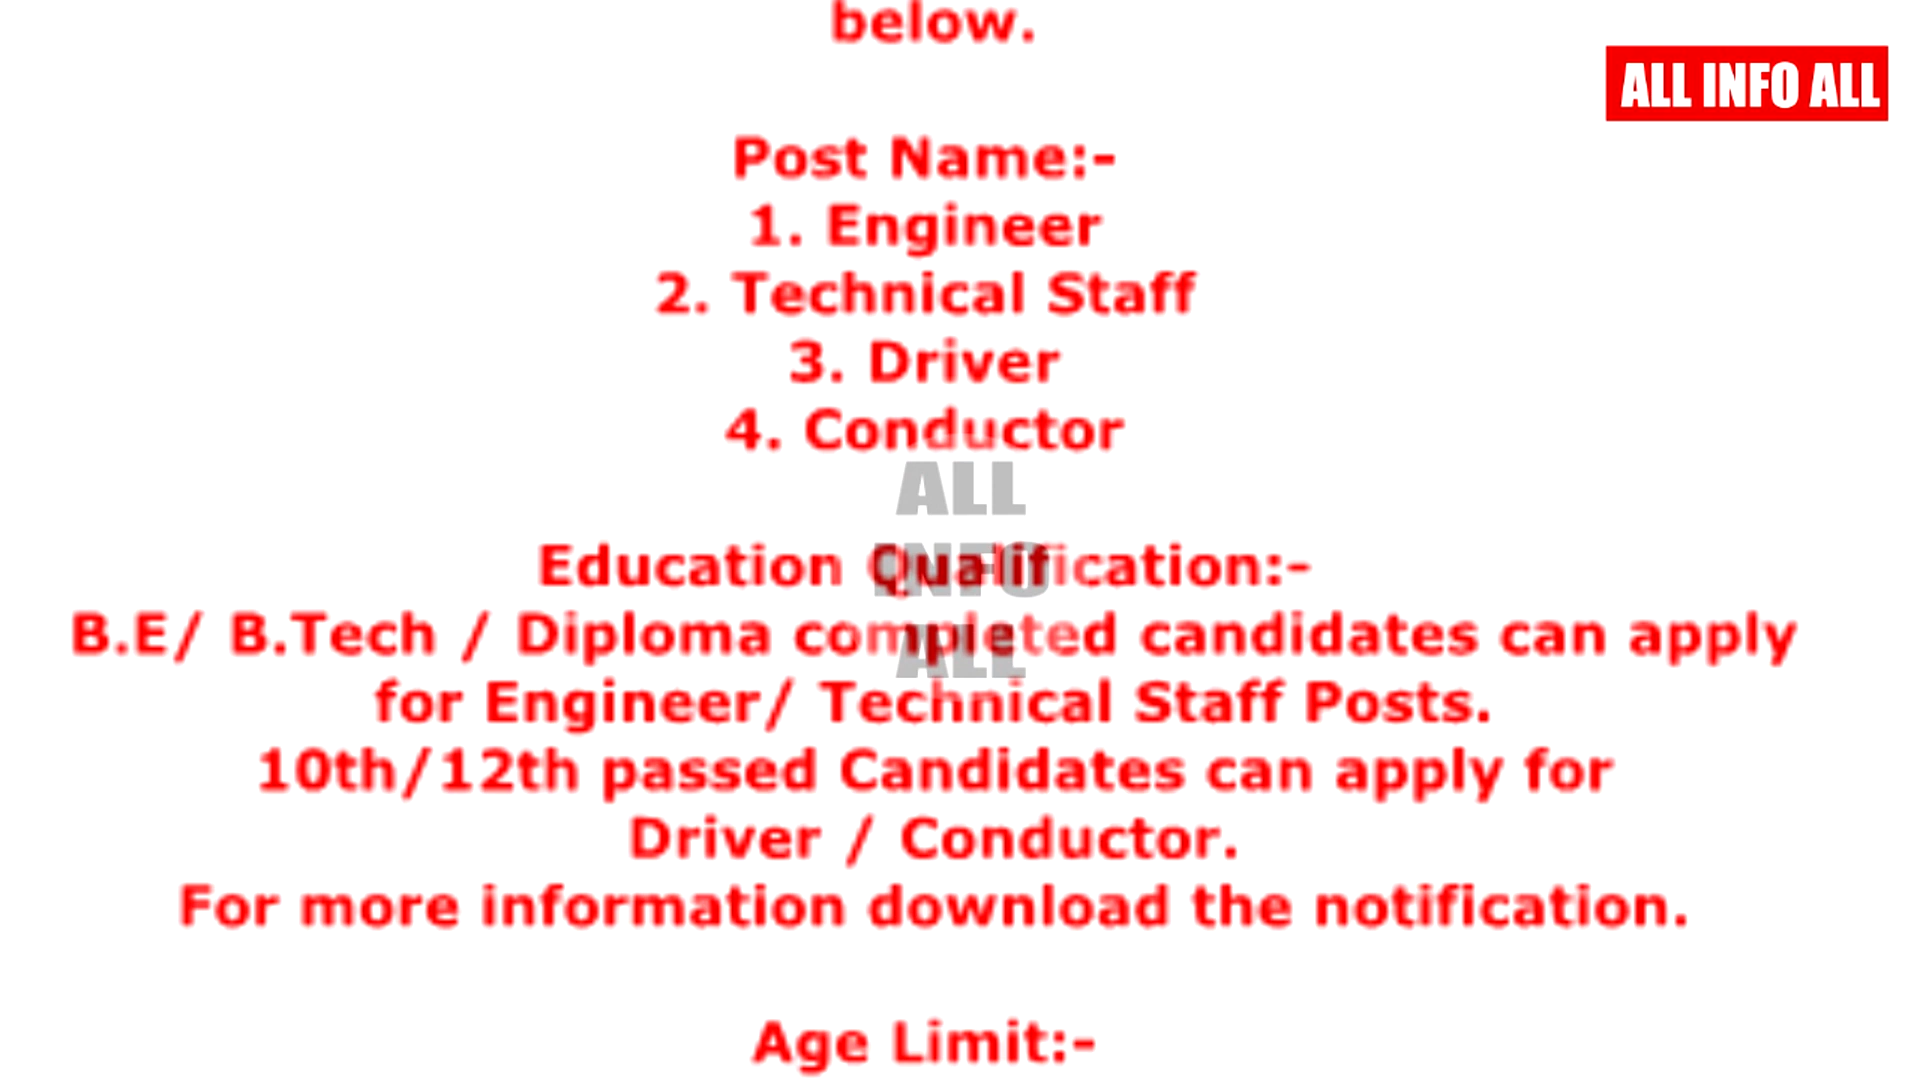 below.
ALL INFO ALL
Post Name:-
1. Engineer
2. Technical Staff
3. Driver
4. Conductor
ALL
INFO
ALL
Education Qualification:-
B.E/ B.Tech / Diploma completed candidates can apply
for Engineer/ Technical Staff Posts.
10th/12th passed Candidates can apply for
Driver / Conductor.
For more information download the notification.
Age Limit:-